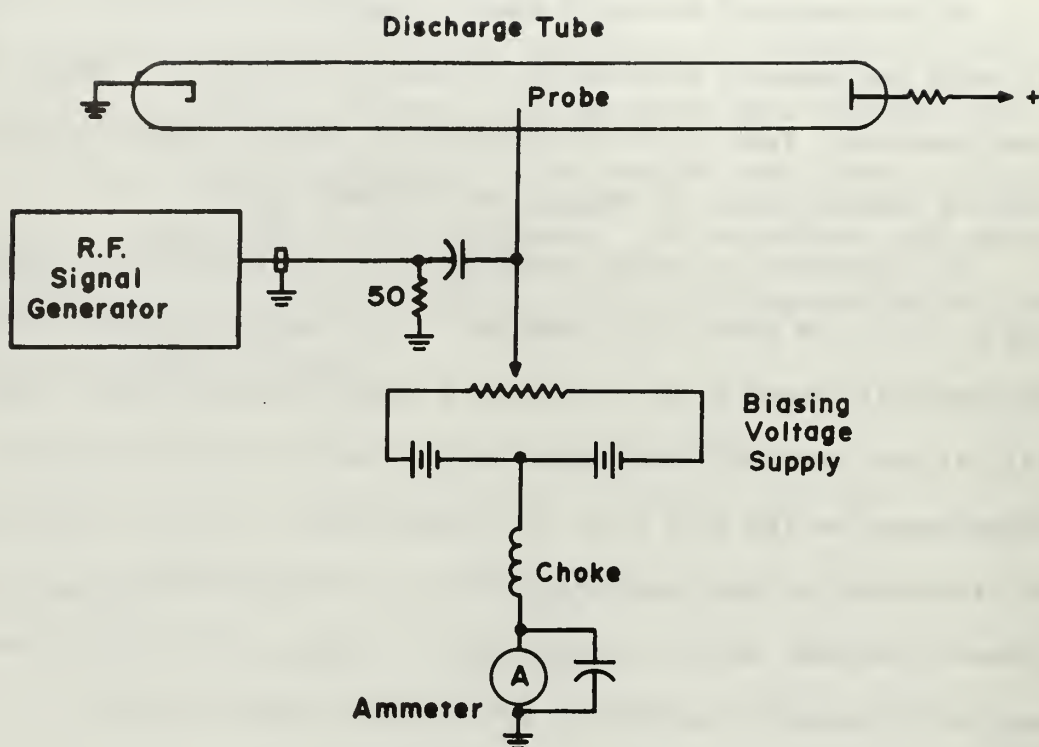 Discharge Tube
Probe
+
R.F.
Signal
Generator
50
Biasing
Voltage
Supply
Choke
A
Ammeter